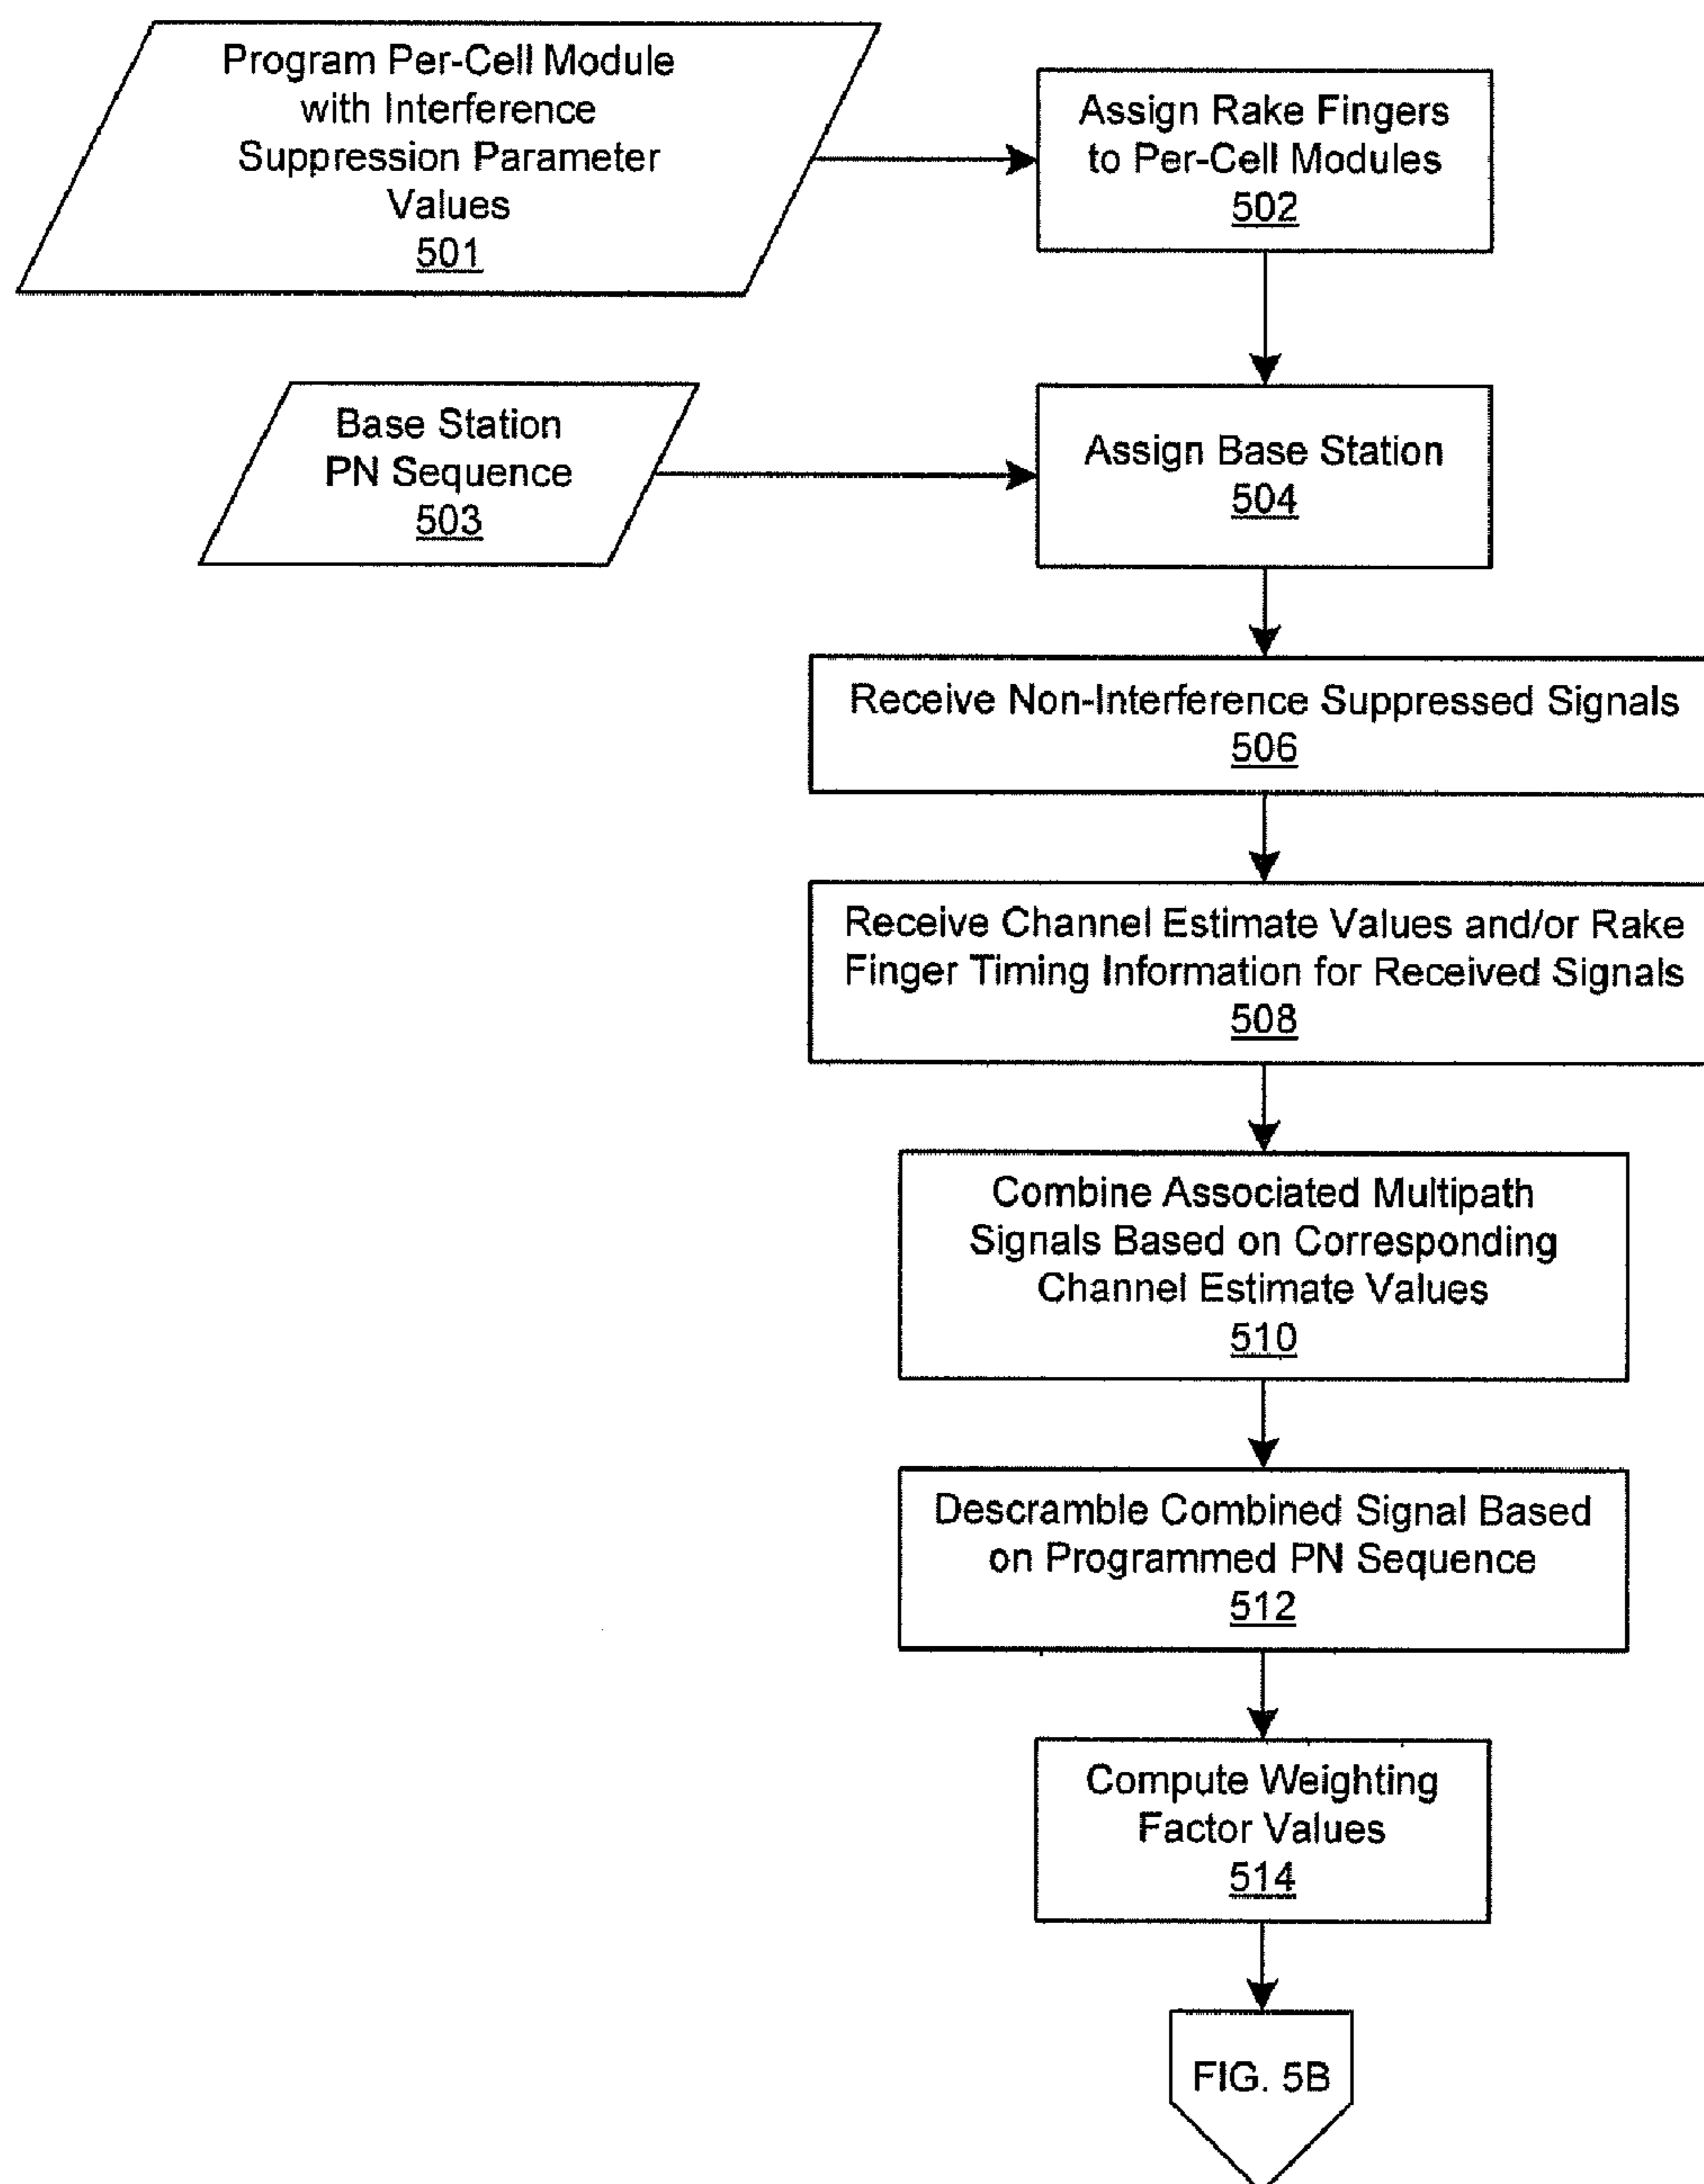 Program Per-Cell Module
with Interference
Suppression Parameter
Values
501
Assign Rake Fingers
to Per-Cell Modules
502
Base Station
PN Sequence
503
Assign Base Station
504
Receive Non-Interference Suppressed Signals
506
Receive Channel Estimate Values and/or Rake
Finger Timing Information for Received Signals
508
Combine Associated Multipath
Signals Based on Corresponding
Channel Estimate Values
510
Descramble Combined Signal Based
on Programmed PN Sequence
512
Compute Weighting
Factor Values
514
FIG. 5B